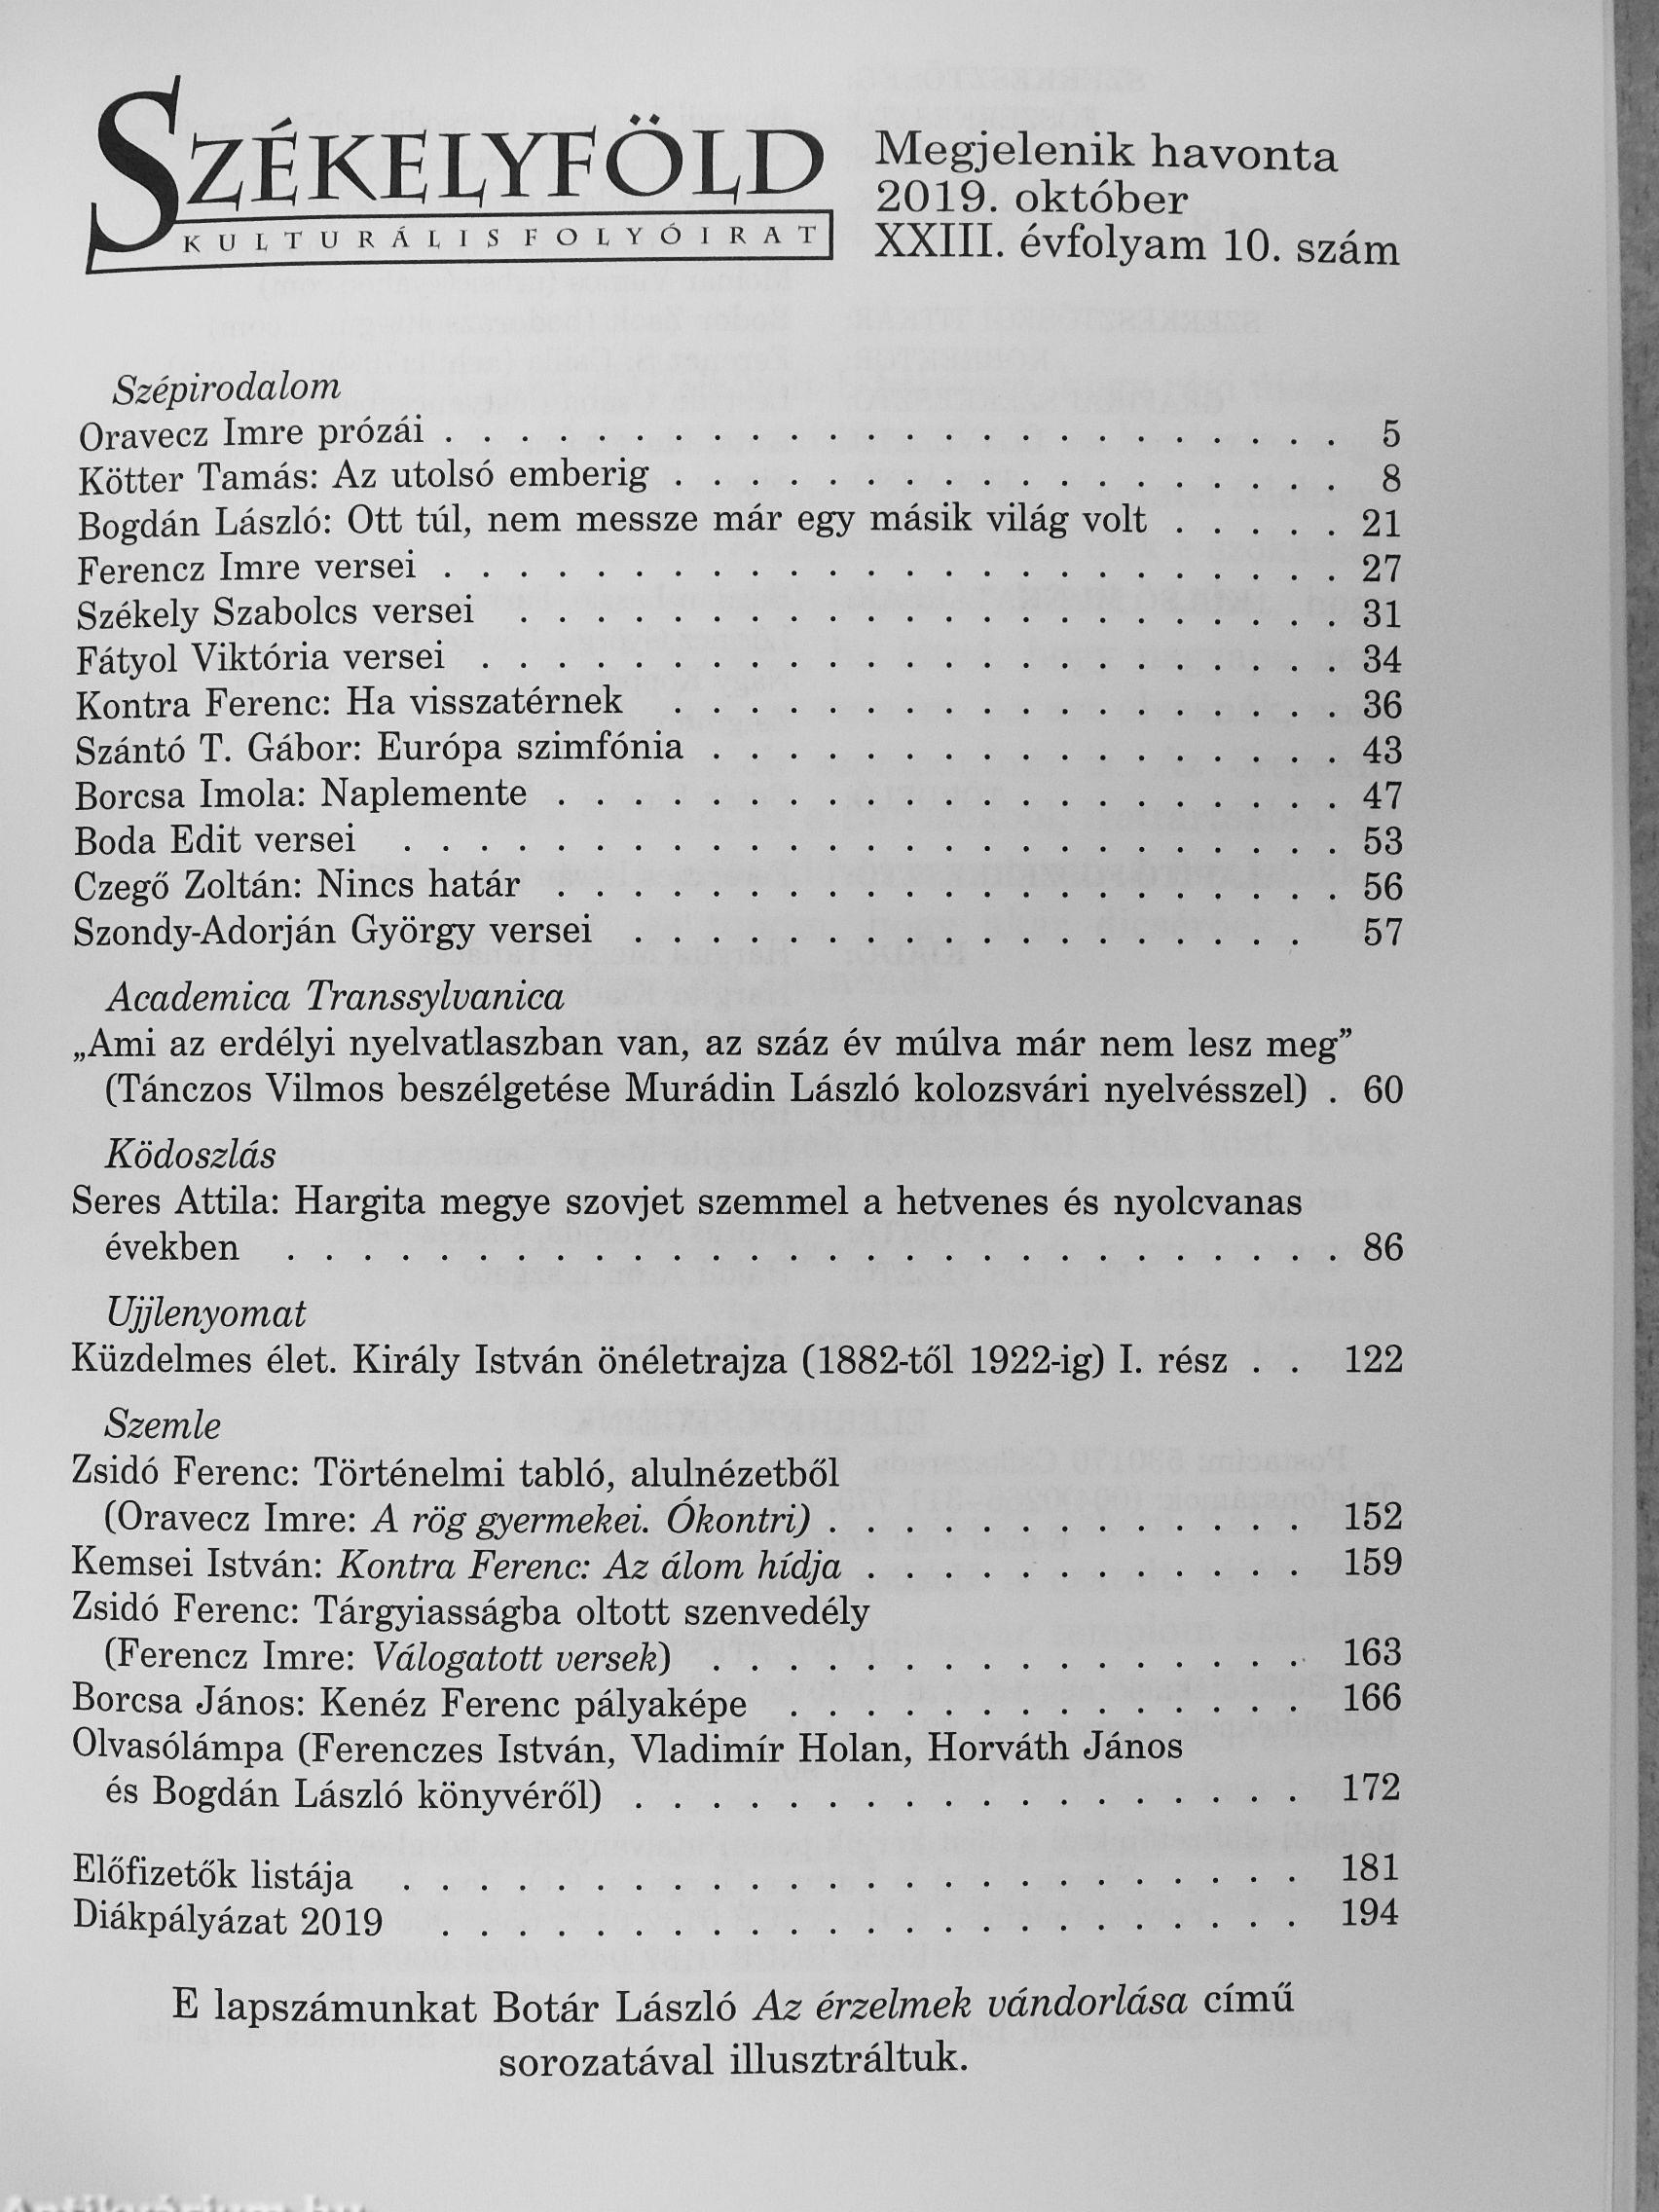 SZÉKELYFÖLD
KULTURÁLIS FOLYÓIRAT
Megjelenik havonta
2019. október
XXIII. évfolyam 10. szám
Szépirodalom
Oravecz Imre prózái . . . . . . . . . . . . . . . . . . . . . . . . 5
Kötter Tamás: Az utolsó emberig . . . . . . . . . . . . . . . . . . 8
Bogdán László: Ott túl, nem messze már egy másik világ volt . . . . . 21
Ferencz Imre versei . . . . . . . . . . . . . . . . . . . . . . . . 27
Székely Szabolcs versei . . . . . . . . . . . . . . . . . . . . . . 31
Fátyol Viktória versei . . . . . . . . . . . . . . . . . . . . . . . 34
Kontra Ferenc: Ha visszatérnek . . . . . . . . . . . . . . . . . . 36
Szántó T. Gábor: Európa szimfónia . . . . . . . . . . . . . . . . . 43
Borcsa Imola: Naplemente . . . . . . . . . . . . . . . . . . . . . 47
Boda Edit versei . . . . . . . . . . . . . . . . . . . . . . . . . 53
Czegő Zoltán: Nincs határ . . . . . . . . . . . . . . . . . . . . . 56
Szondy-Adorján György versei . . . . . . . . . . . . . . . . . . 57
Academica Transsylvanica
„Ami az erdélyi nyelvatlaszban van, az száz év múlva már nem lesz meg”
(Tánczos Vilmos beszélgetése Murádin László kolozsvári nyelvésszel) . 60
Ködoszlás
Seres Attila: Hargita megye szovjet szemmel a hetvenes és nyolcvanas
években . . . . . . . . . . . . . . . . . . . . . . . . . . . . 86
Ujjlenyomat
Küzdelmes élet. Király István önéletrajza (1882-től 1922-ig) I. rész . . 122
Szemle
Zsidó Ferenc: Történelmi tabló, alulnézetből
(Oravecz Imre: A rög gyermekei. Ókontri) . . . . . . . . . . . . . 152
Kemsei István: Kontra Ferenc: Az álom hídja . . . . . . . . . . . . 159
Zsidó Ferenc: Tárgyiasságba oltott szenvedély
(Ferencz Imre: Válogatott versek) . . . . . . . . . . . . . . . . 163
Borcsa János: Kenéz Ferenc pályaképe . . . . . . . . . . . . . . 166
Olvasólámpa (Ferenczes István, Vladimír Holan, Horváth János
és Bogdán László könyvéről) . . . . . . . . . . . . . . . . . . 172
Előfizetők listája . . . . . . . . . . . . . . . . . . . . . . . . 181
Diákpályázat 2019 . . . . . . . . . . . . . . . . . . . . . . . 194
E lapszámunkat Botár László Az érzelmek vándorlása című
sorozatával illusztráltuk.